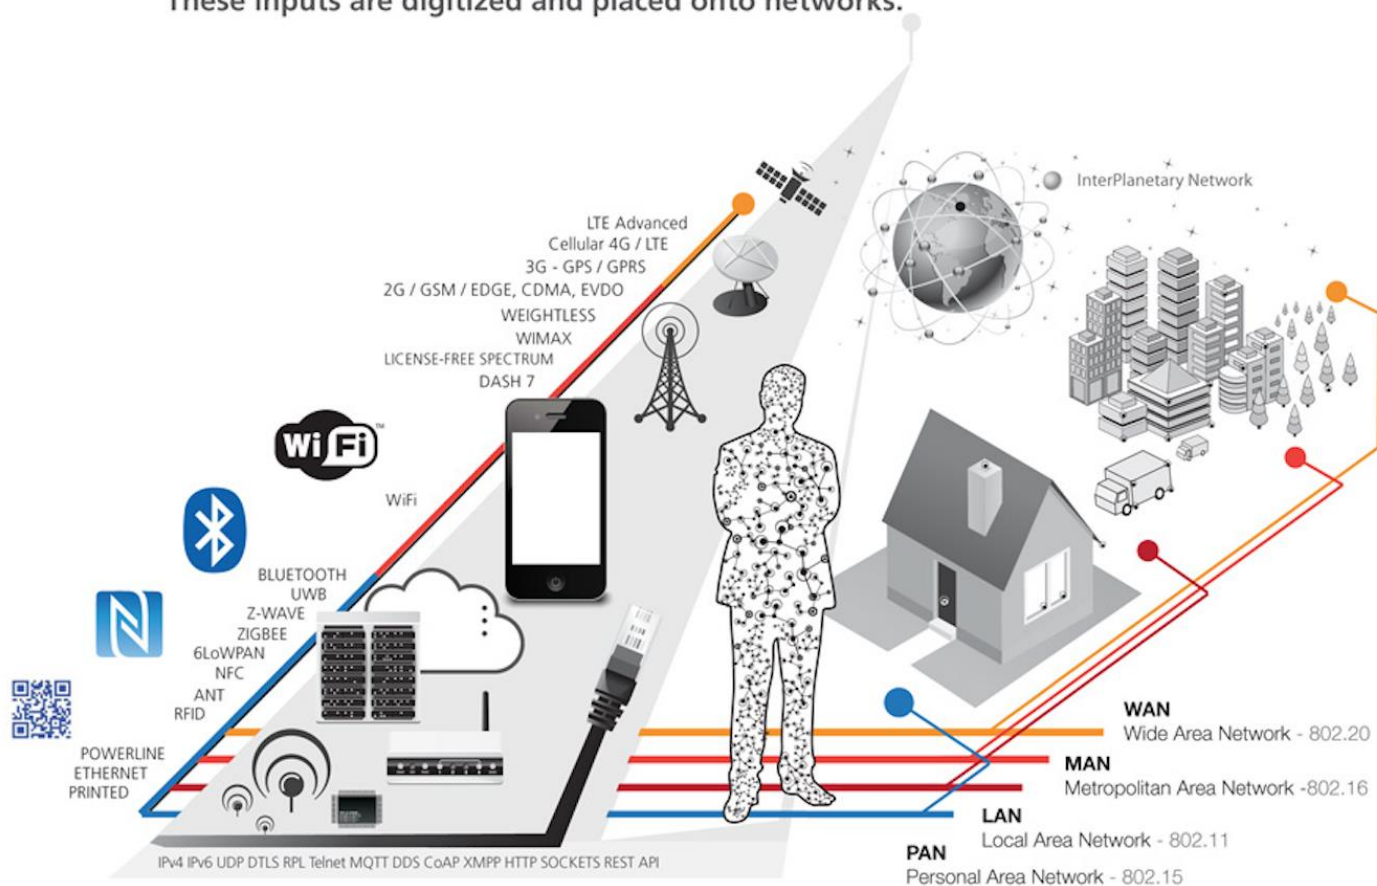 These inputs are digitized and placed onto networks.
InterPlanetary Network
LTE Advanced
Cellular 4G / LTE
3G - GPS / GPRS
2G / GSM / EDGE, CDMA, EVDO
WEIGHTLESS
WIMAX
LICENSE-FREE SPECTRUM
DASH 7
Wi Fi™
WiFi
BLUETOOTH
UWB
Z-WAVE
ZIGBEE
6LoWPAN
NFC
ANT
RFID
POWERLINE
ETHERNET
PRINTED
WAN
Wide Area Network - 802.20
MAN
Metropolitan Area Network -802.16
LAN
Local Area Network - 802.11
PAN
Personal Area Network - 802.15
IPv4 IPv6 UDP DTLS RPL Telnet MQTT DDS CoAP XMPP HTTP SOCKETS REST API